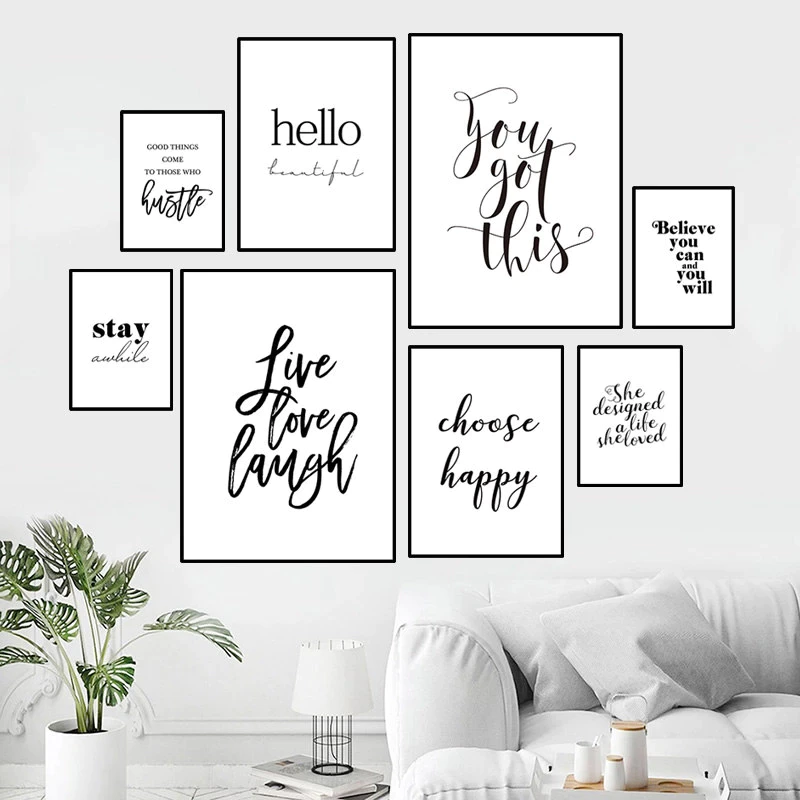 GOOD THINGS
COME
TO THOSE WHO
hustle
hello
beautiful
You
got
this
Believe
you
can
and
you
will
stay
awhile
Live
love
laugh
choose
happy
She
designed
a life
she loved